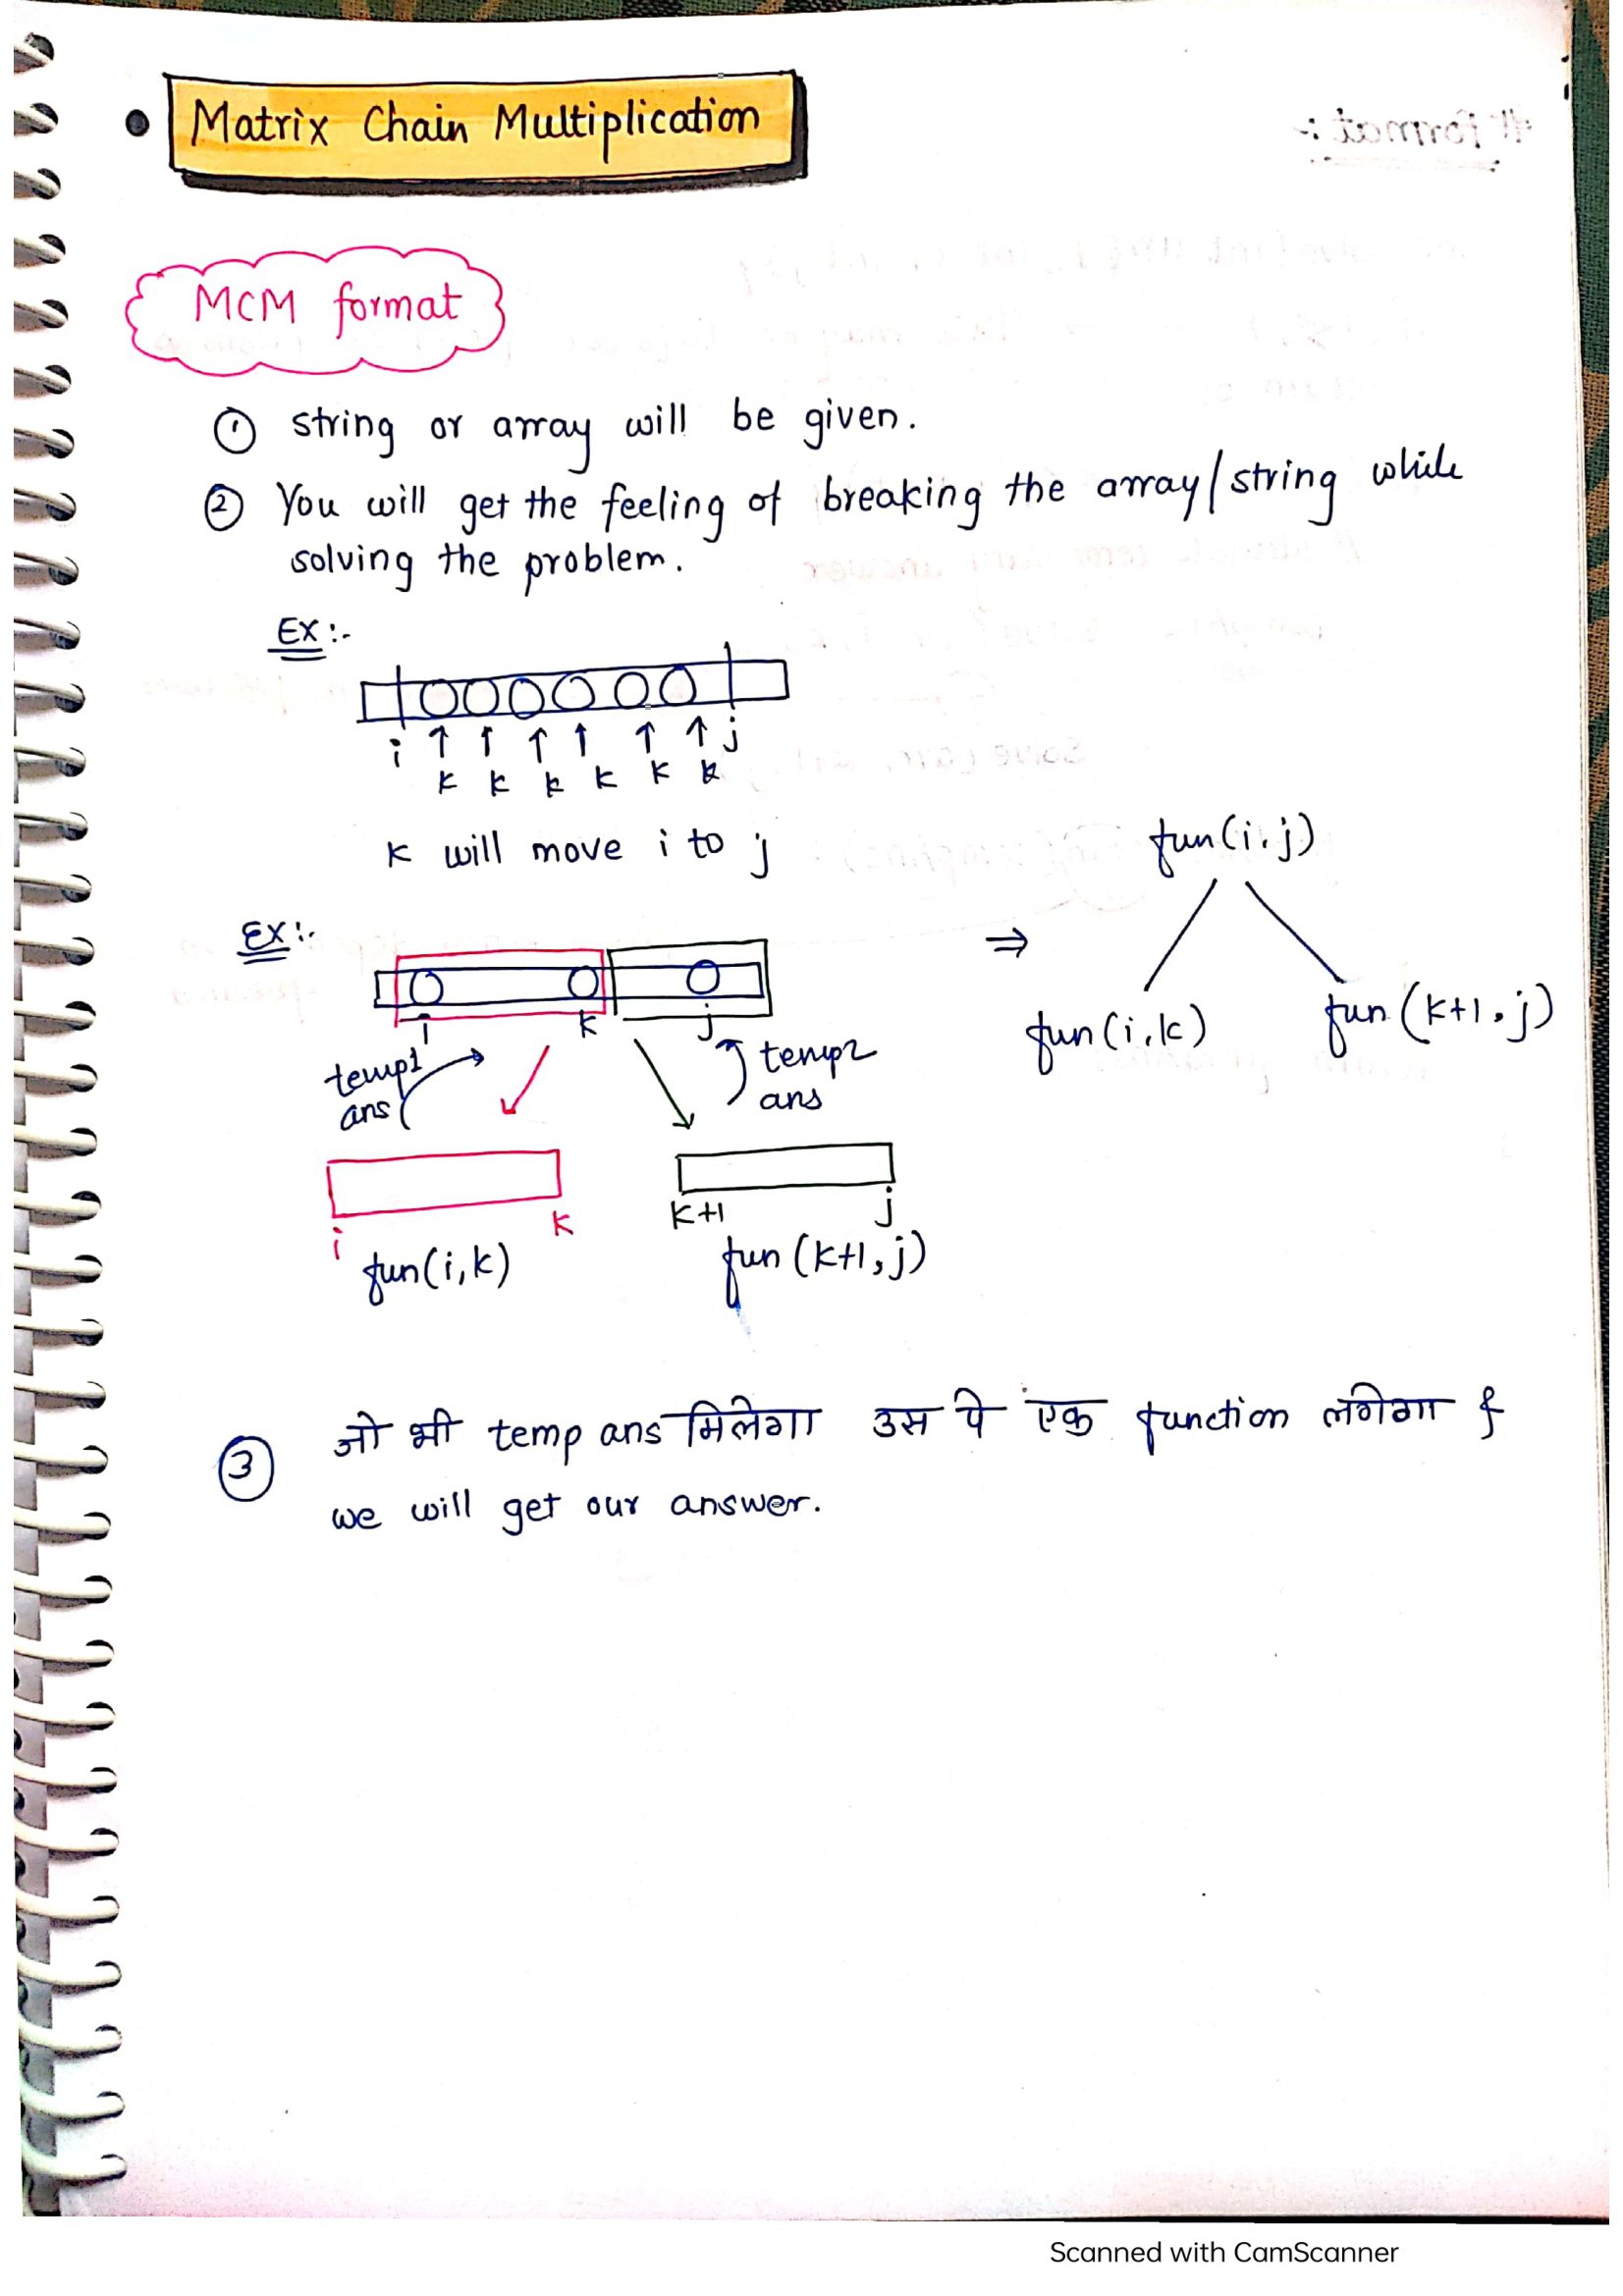 • Matrix Chain Multiplication
MCM format
① string or array will be given.
② You will get the feeling of breaking the array/string while
solving the problem.
EX :-
i ↑ ↑ ↑ ↑ ↑ ↑ j
k k k k k k
k will move i to j
EX :-
i k j
temp1
ans
temp2
ans
i k
k+1 j
fun(i,k) fun(k+1,j)
⇒
fun(i,j)
fun(i,k) fun(k+1,j)
③ जो भी temp ans मिलेगा उस पे एक function लगेगा &
we will get our answer.
# format :-
Scanned with CamScanner